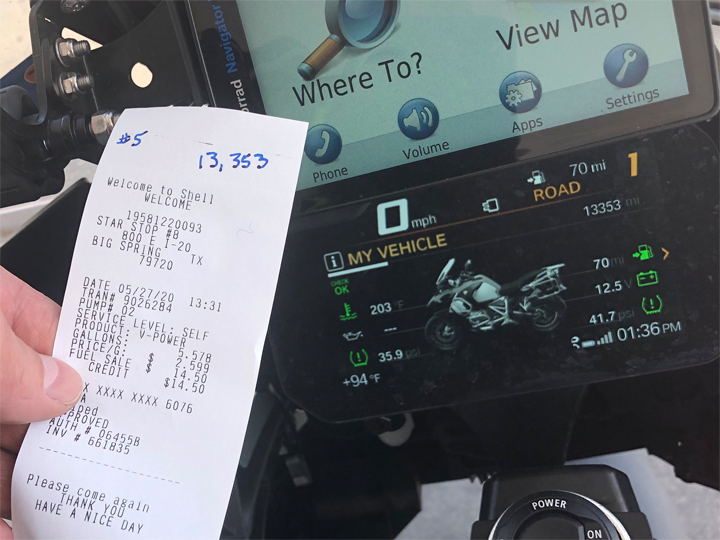 #5
13,353
Welcome to Shell
WELCOME
19581220093
STAR STOP #8
800 E I-20
BIG SPRING TX
79720
DATE 05/27/20 13:31
TRAN# 9026284
PUMP# 02
SERVICE LEVEL: SELF
PRODUCT: V-POWER
GALLONS: 5.578
PRICE/G: $ 2.599
FUEL SALE $ 14.50
CREDIT $14.50
XXXX XXXX 6076
APPROVED
AUTH # 06455B
INV # 661835
Please come again
THANK YOU
HAVE A NICE DAY
Navigator
Where To?
View Map
Phone
Volume
Apps
Settings
0 mph
70 mi
1
ROAD
13353 mi
i MY VEHICLE
CHECK
OK
203 °F
---
35.9 psi
+94 °F
70 mi
12.5 V
41.7 psi
01:36 PM
POWER
ON